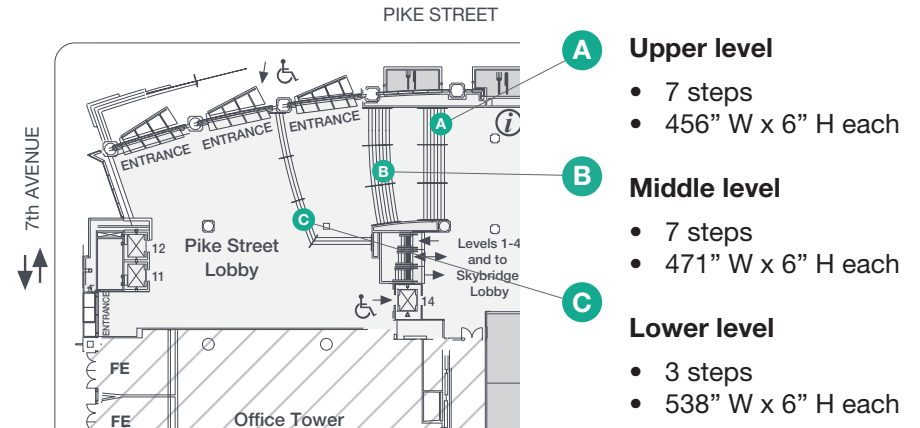 PIKE STREET
7th AVENUE
ENTRANCE
ENTRANCE
ENTRANCE
A
i
B
C
12
11
Pike Street
Lobby
Levels 1-4
and to
Skybridge
Lobby
14
ENTRANCE
FE
FE
Office Tower
A
Upper level
• 7 steps
• 456” W x 6” H each
B
Middle level
• 7 steps
• 471” W x 6” H each
C
Lower level
• 3 steps
• 538” W x 6” H each